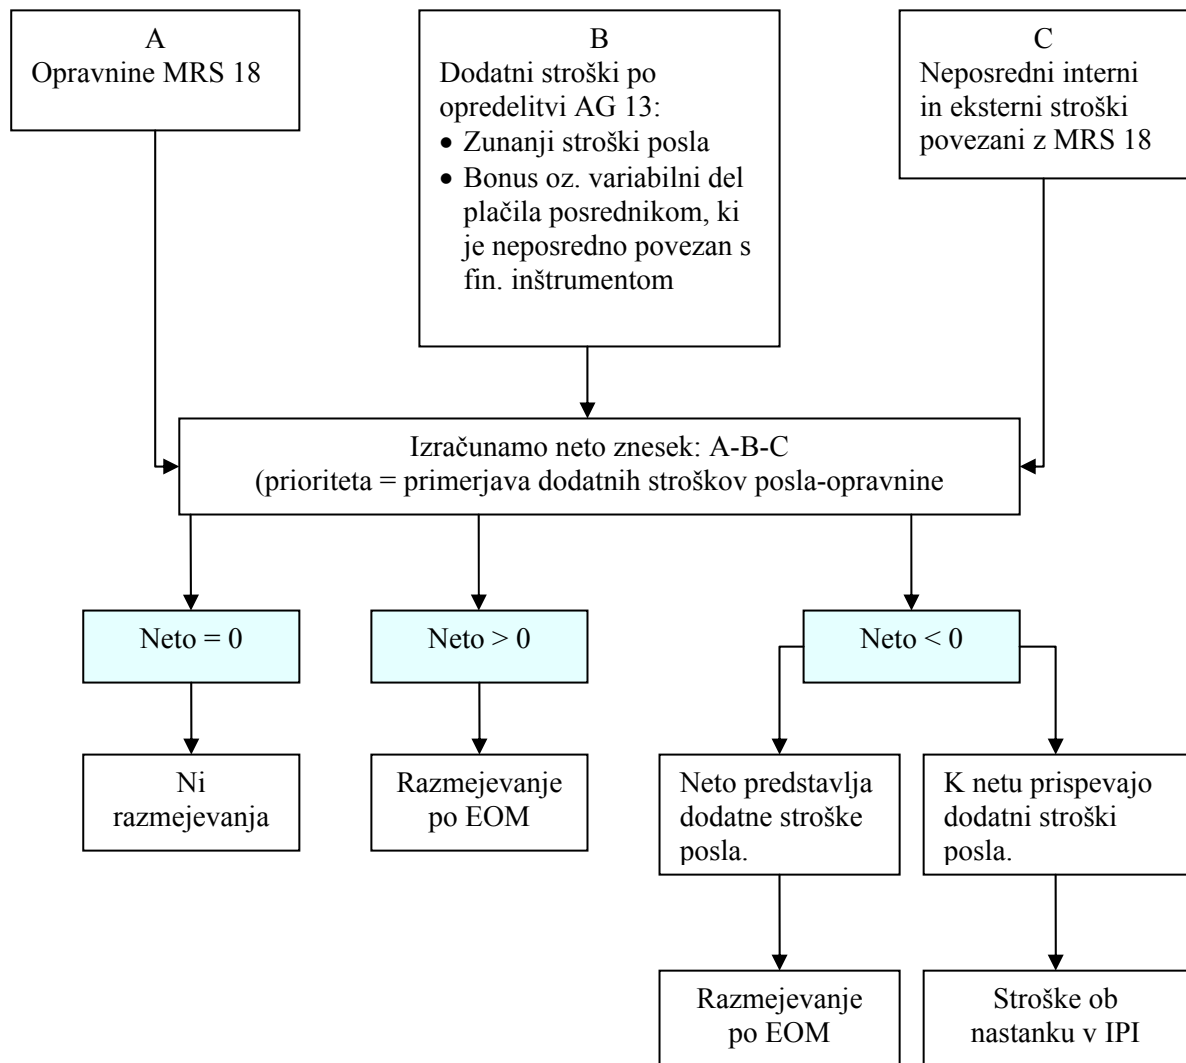 A
Opravnine MRS 18
B
Dodatni stroški po
opredelitvi AG 13:
• Zunanji stroški posla
• Bonus oz. variabilni del
plačila posrednikom, ki
je neposredno povezan s
fin. inštrumentom
C
Neposredni interni
in eksterni stroški
povezani z MRS 18
Izračunamo neto znesek: A-B-C
(prioriteta = primerjava dodatnih stroškov posla-opravnine
Neto = 0
Neto > 0
Neto < 0
Ni
razmejevanja
Razmejevanje
po EOM
Neto predstavlja
dodatne stroške
posla.
K netu prispevajo
dodatni stroški
posla.
Razmejevanje
po EOM
Stroške ob
nastanku v IPI